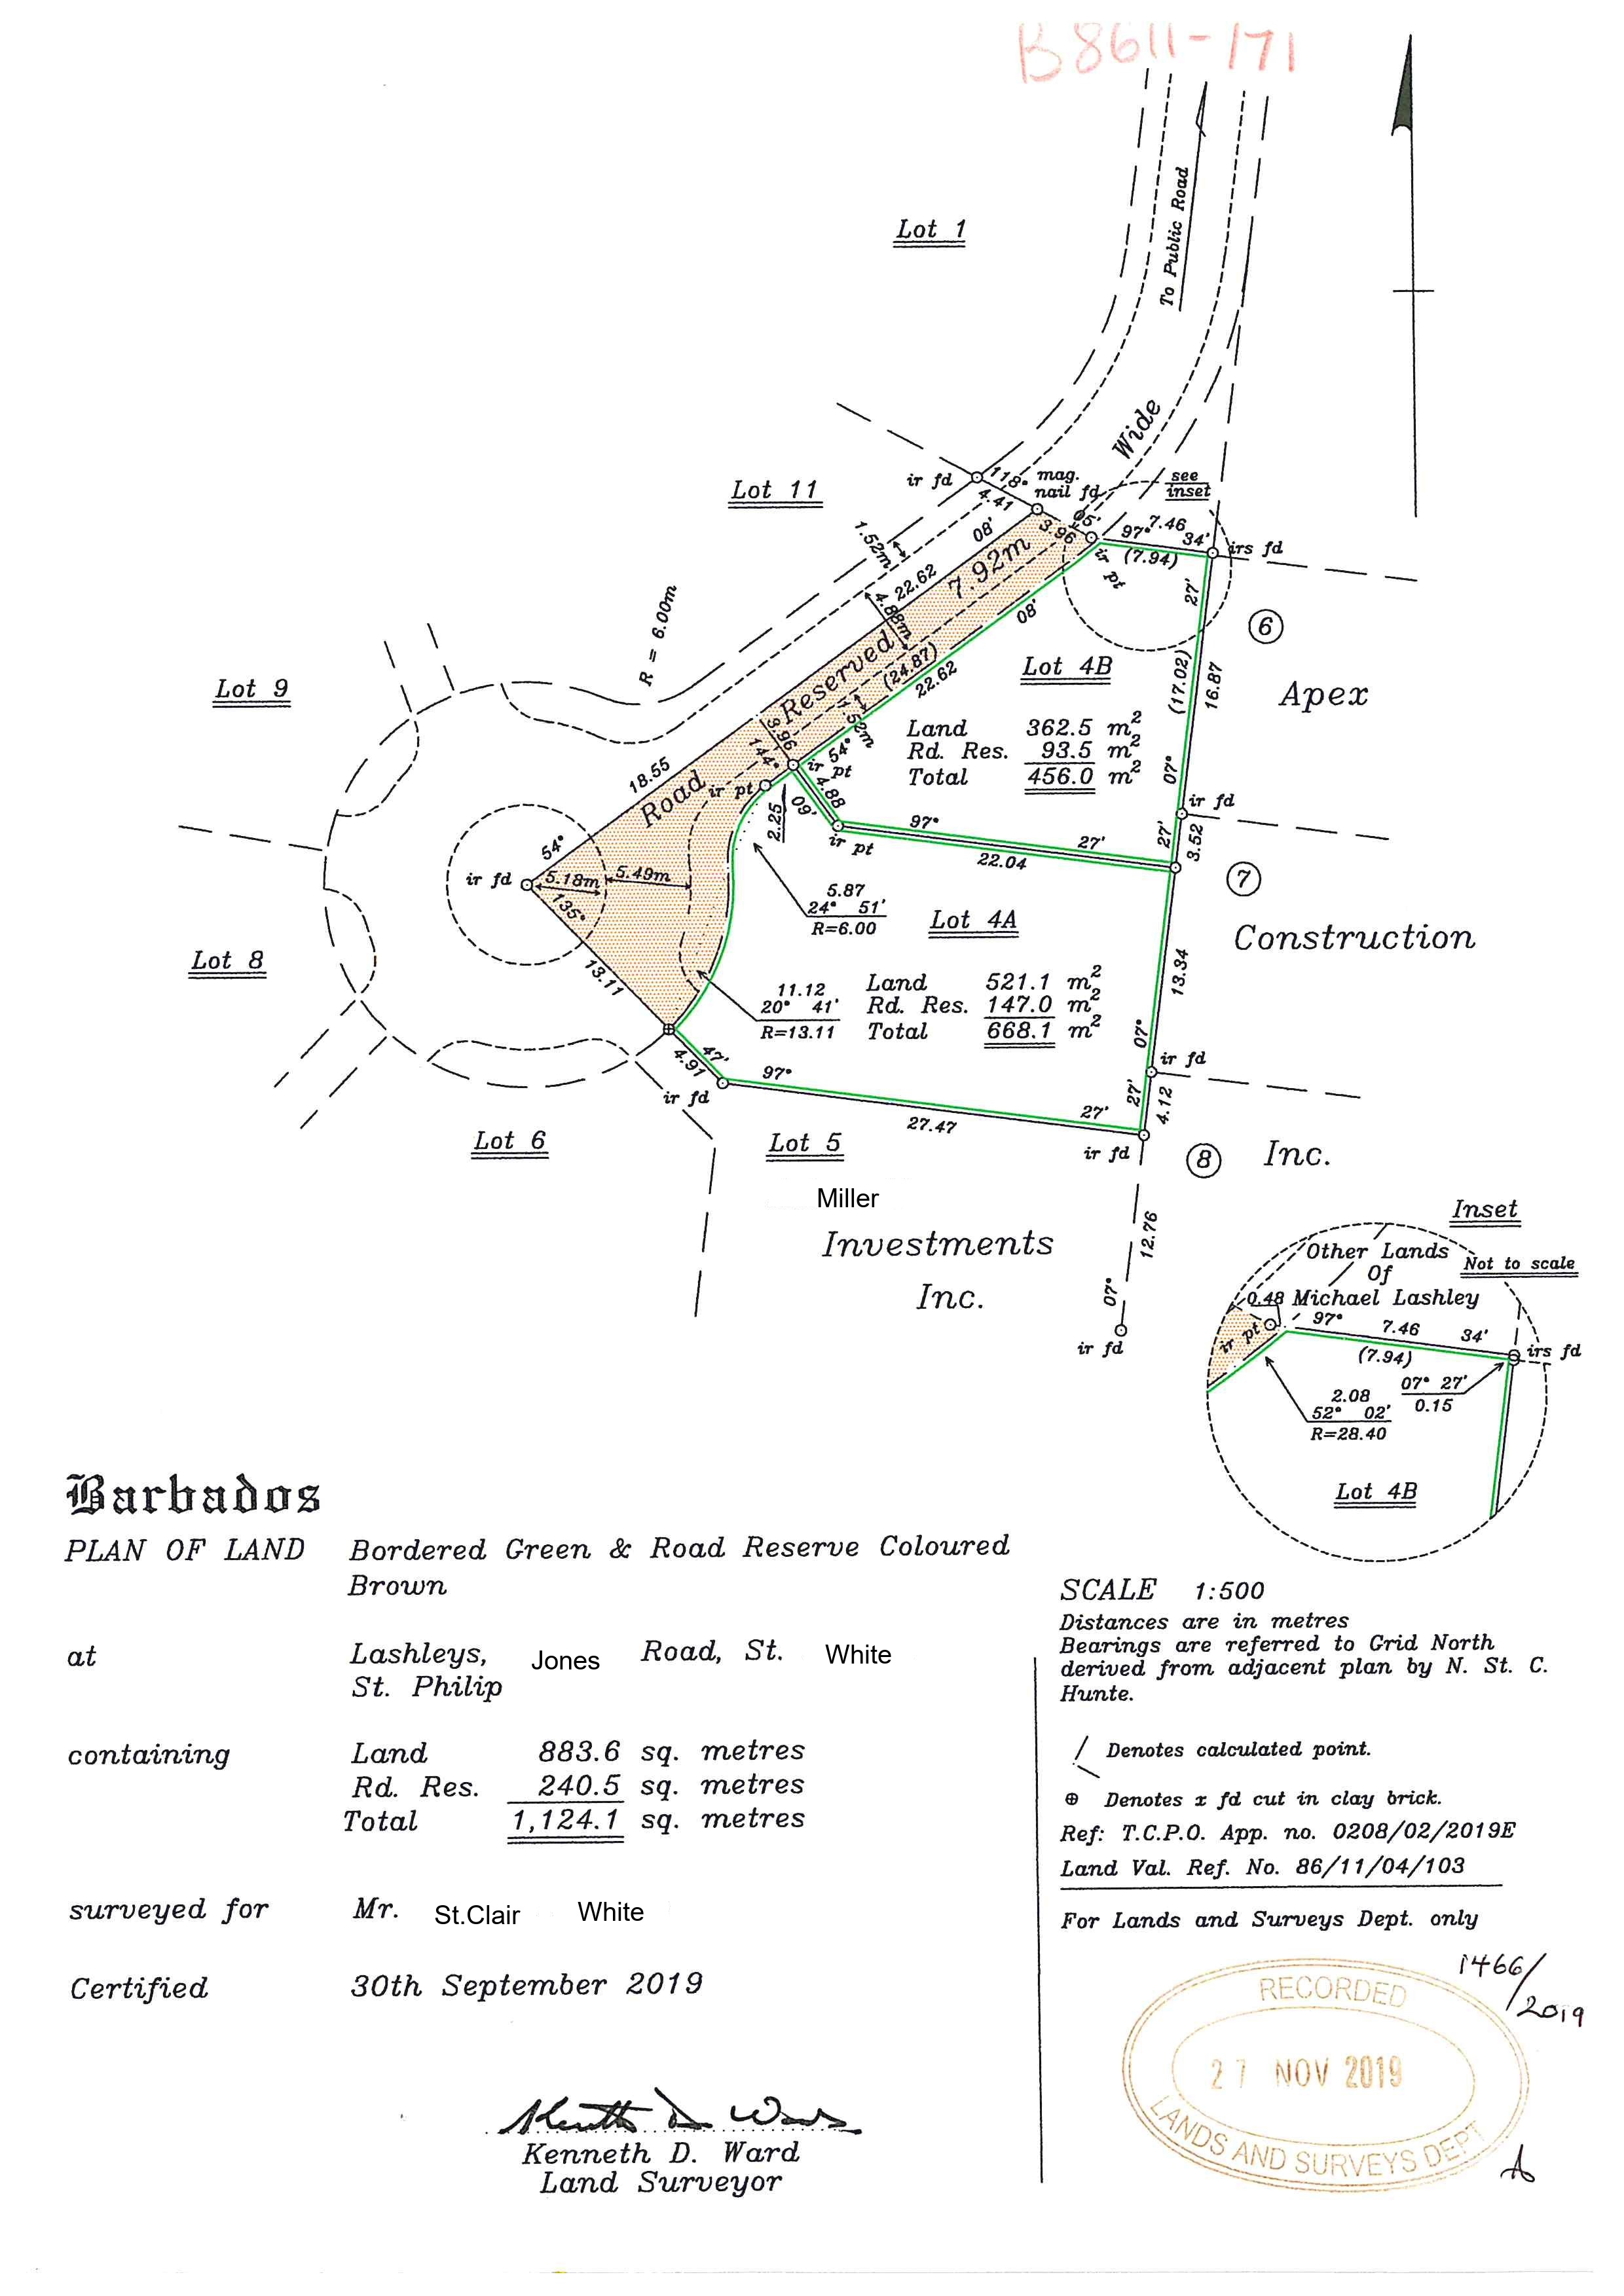 B8611-171
Lot 1
To Public Road
Wide
Lot 11
ir fd
118° 05'
4.41
mag.
nail fd
3.96
see
inset
97° 34'
7.46
(7.94)
irs fd
ir pt
08'
22.62
1.52m
4.88m
7.92m
Reserved
Road
(24.87)
22.62
08'
54°
1.52m
27'
(17.02)
16.87
07°
6
Apex
R = 6.00m
Lot 9
Lot 4B
Land 362.5 m²
Rd. Res. 93.5 m²
Total 456.0 m²
18.55
54°
3.96
144°
ir pt
ir pt
4.88
09'
2.25
ir pt
97° 27'
22.04
ir fd
27'
3.52
7
ir fd
5.18m
5.49m
135°
13.11
5.87
24° 51'
R=6.00
Lot 4A
Construction
Lot 8
11.12
20° 41'
R=13.11
Land 521.1 m²
Rd. Res. 147.0 m²
Total 668.1 m²
13.34
07°
ir fd
27'
4.12
47'
4.91
ir fd
97° 27'
27.47
ir fd
8
Inc.
Lot 6
Lot 5
Miller
Investments
Inc.
12.76
07°
ir fd
Inset
Not to scale
Other Lands
Of
Michael Lashley
0.48
ir pt
97° 34'
7.46
(7.94)
irs fd
07° 27'
0.15
2.08
52° 02'
R=28.40
Lot 4B
Barbados
PLAN OF LAND Bordered Green & Road Reserve Coloured
Brown
at Lashleys, Jones Road, St. White
St. Philip
containing Land 883.6 sq. metres
Rd. Res. 240.5 sq. metres
Total 1,124.1 sq. metres
surveyed for Mr. St.Clair White
Certified 30th September 2019
Kenneth D. Ward
Kenneth D. Ward
Land Surveyor
SCALE 1:500
Distances are in metres
Bearings are referred to Grid North
derived from adjacent plan by N. St. C.
Hunte.
Denotes calculated point.
⊕ Denotes x fd cut in clay brick.
Ref: T.C.P.O. App. no. 0208/02/2019E
Land Val. Ref. No. 86/11/04/103
For Lands and Surveys Dept. only
1466/
2019
RECORDED
27 NOV 2019
LANDS AND SURVEYS DEPT